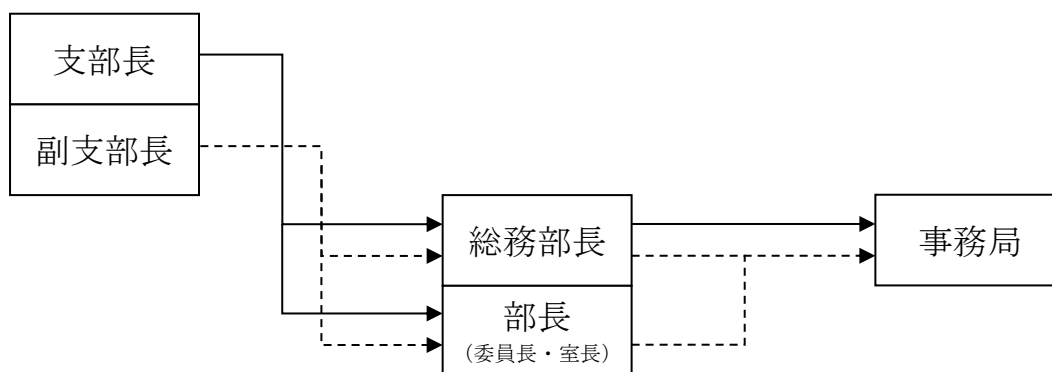 支部長
副支部長
総務部長
事務局
部長
（委員長・室長）